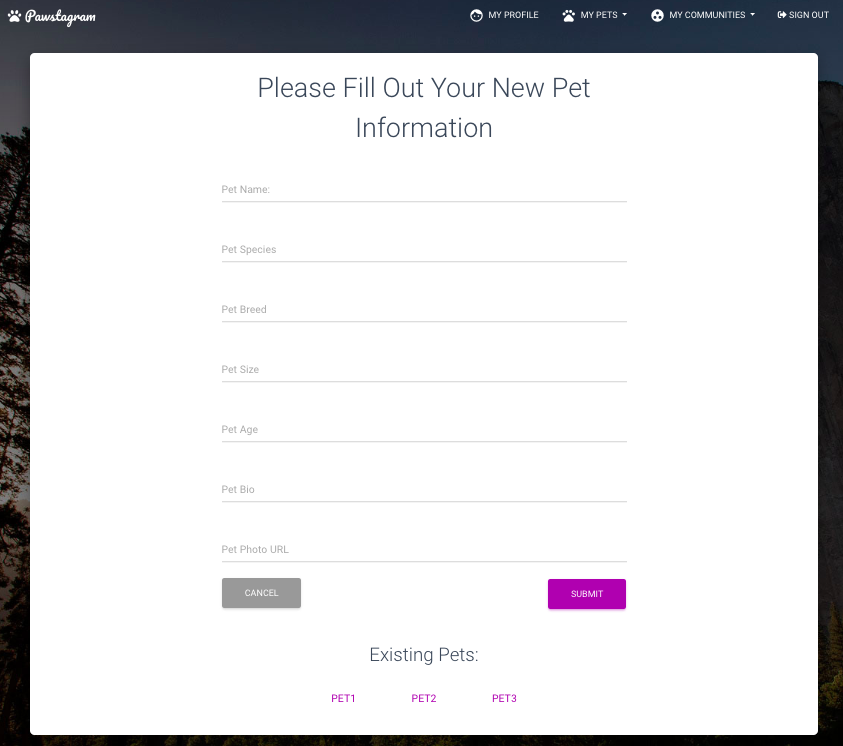 Pawstagram
MY PROFILE
MY PETS
MY COMMUNITIES
SIGN OUT
Please Fill Out Your New Pet
Information
Pet Name:
Pet Species
Pet Breed
Pet Size
Pet Age
Pet Bio
Pet Photo URL
CANCEL
SUBMIT
Existing Pets:
PET1
PET2
PET3